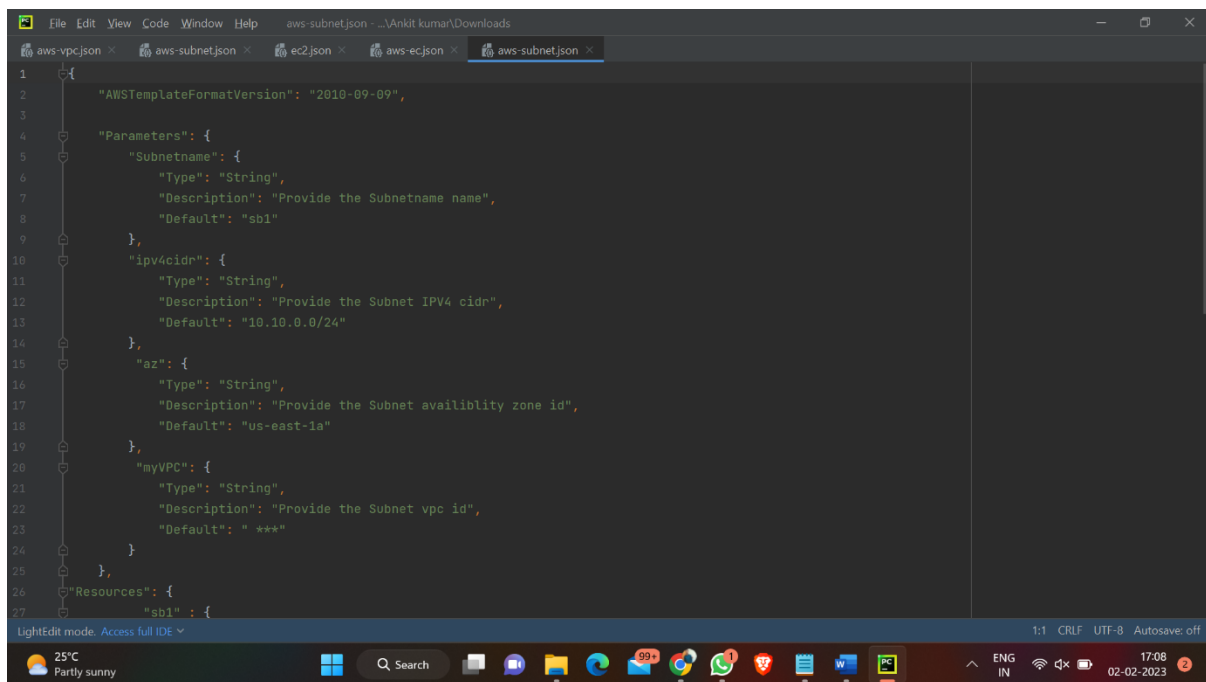 PC File Edit View Code Window Help aws-subnet.json - ...\Ankit kumar\Downloads
aws-vpc.json aws-subnet.json ec2.json aws-ec.json aws-subnet.json
1 {
2 "AWSTemplateFormatVersion": "2010-09-09",
3
4 "Parameters": {
5 "Subnetname": {
6 "Type": "String",
7 "Description": "Provide the Subnetname name",
8 "Default": "sb1"
9 },
10 "ipv4cidr": {
11 "Type": "String",
12 "Description": "Provide the Subnet IPV4 cidr",
13 "Default": "10.10.0.0/24"
14 },
15 "az": {
16 "Type": "String",
17 "Description": "Provide the Subnet availiblity zone id",
18 "Default": "us-east-1a"
19 },
20 "myVPC": {
21 "Type": "String",
22 "Description": "Provide the Subnet vpc id",
23 "Default": " ***"
24 }
25 },
26 "Resources": {
27 "sb1" : {
LightEdit mode. Access full IDE 1:1 CRLF UTF-8 Autosave: off
25°C
Partly sunny
Search
99+
1
W
PC
ENG
IN
17:08
02-02-2023
2